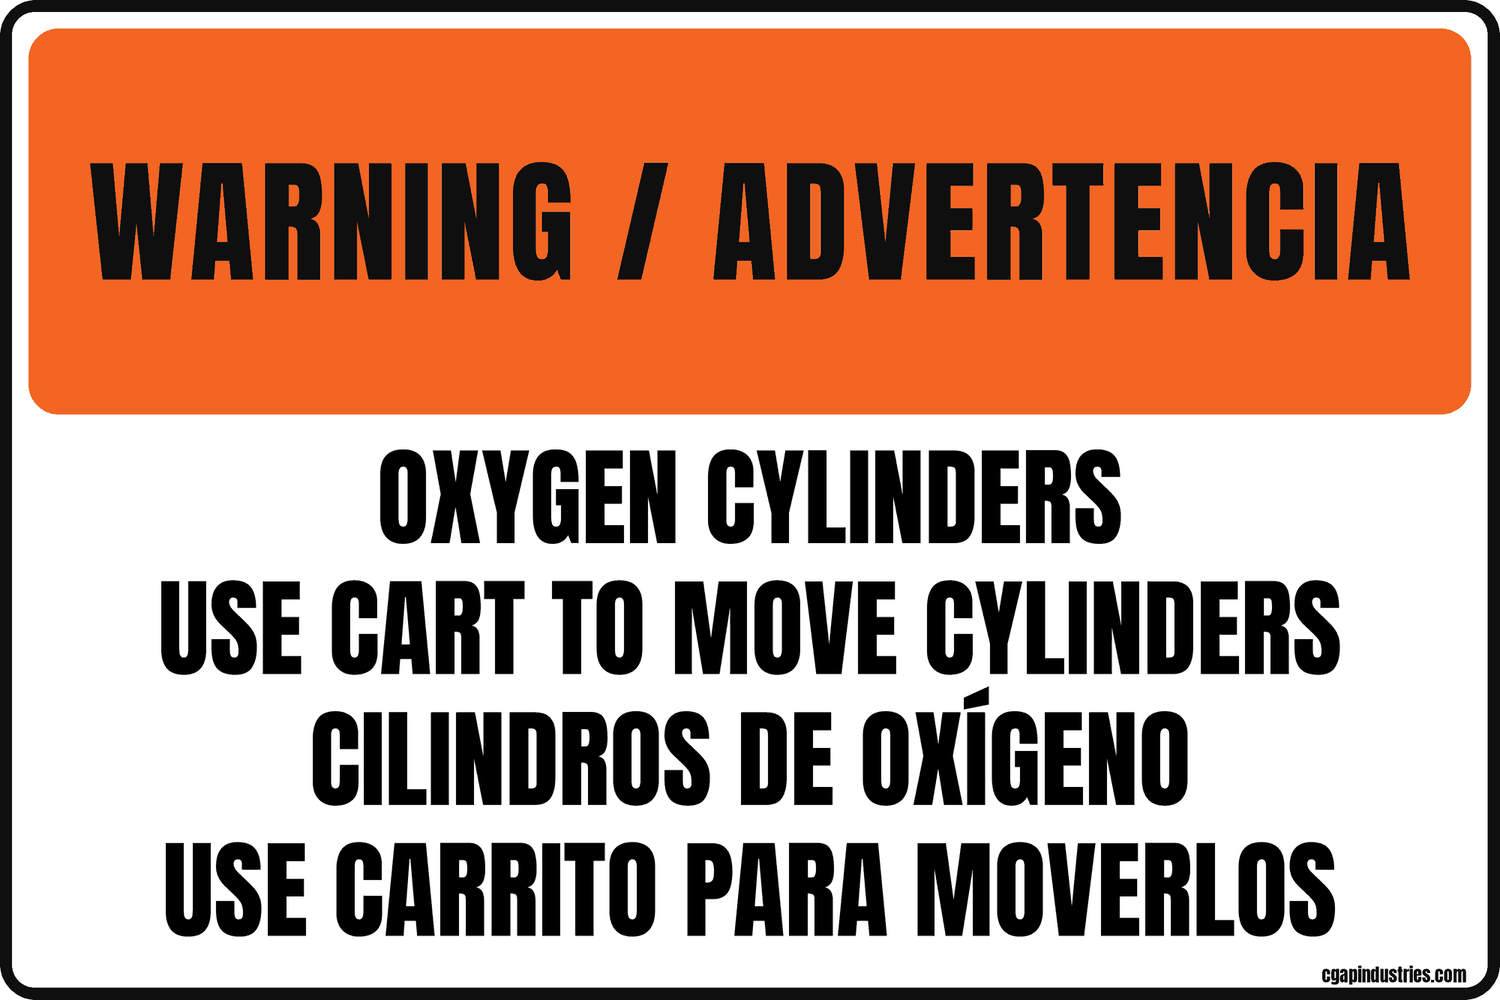 WARNING / ADVERTENCIA
OXYGEN CYLINDERS
USE CART TO MOVE CYLINDERS
CILINDROS DE OXÍGENO
USE CARRITO PARA MOVERLOS
cgapindustries.com